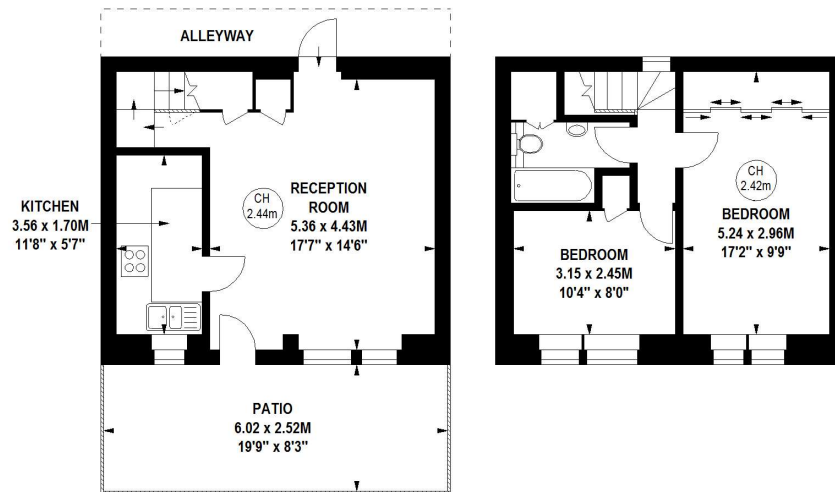 ALLEYWAY
KITCHEN
3.56 x 1.70M
11'8" x 5'7"
CH
2.44m
RECEPTION
ROOM
5.36 x 4.43M
17'7" x 14'6"
PATIO
6.02 x 2.52M
19'9" x 8'3"
BEDROOM
3.15 x 2.45M
10'4" x 8'0"
CH
2.42m
BEDROOM
5.24 x 2.96M
17'2" x 9'9"